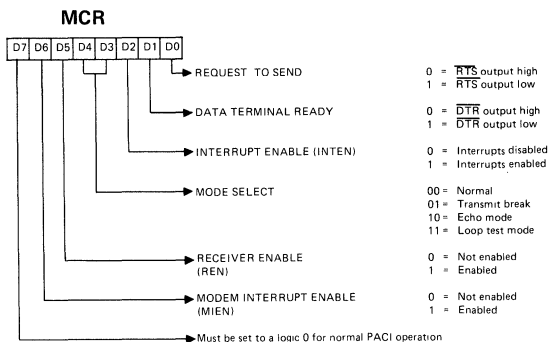 MCR
D7 D6 D5 D4 D3 D2 D1 D0
REQUEST TO SEND 0 = RTS output high
1 = RTS output low
DATA TERMINAL READY 0 = DTR output high
1 = DTR output low
INTERRUPT ENABLE (INTEN) 0 = Interrupts disabled
1 = Interrupts enabled
MODE SELECT 00 = Normal
01 = Transmit break
10 = Echo mode
11 = Loop test mode
RECEIVER ENABLE 0 = Not enabled
(REN) 1 = Enabled
MODEM INTERRUPT ENABLE 0 = Not enabled
(MIEN) 1 = Enabled
Must be set to a logic 0 for normal PACI operation